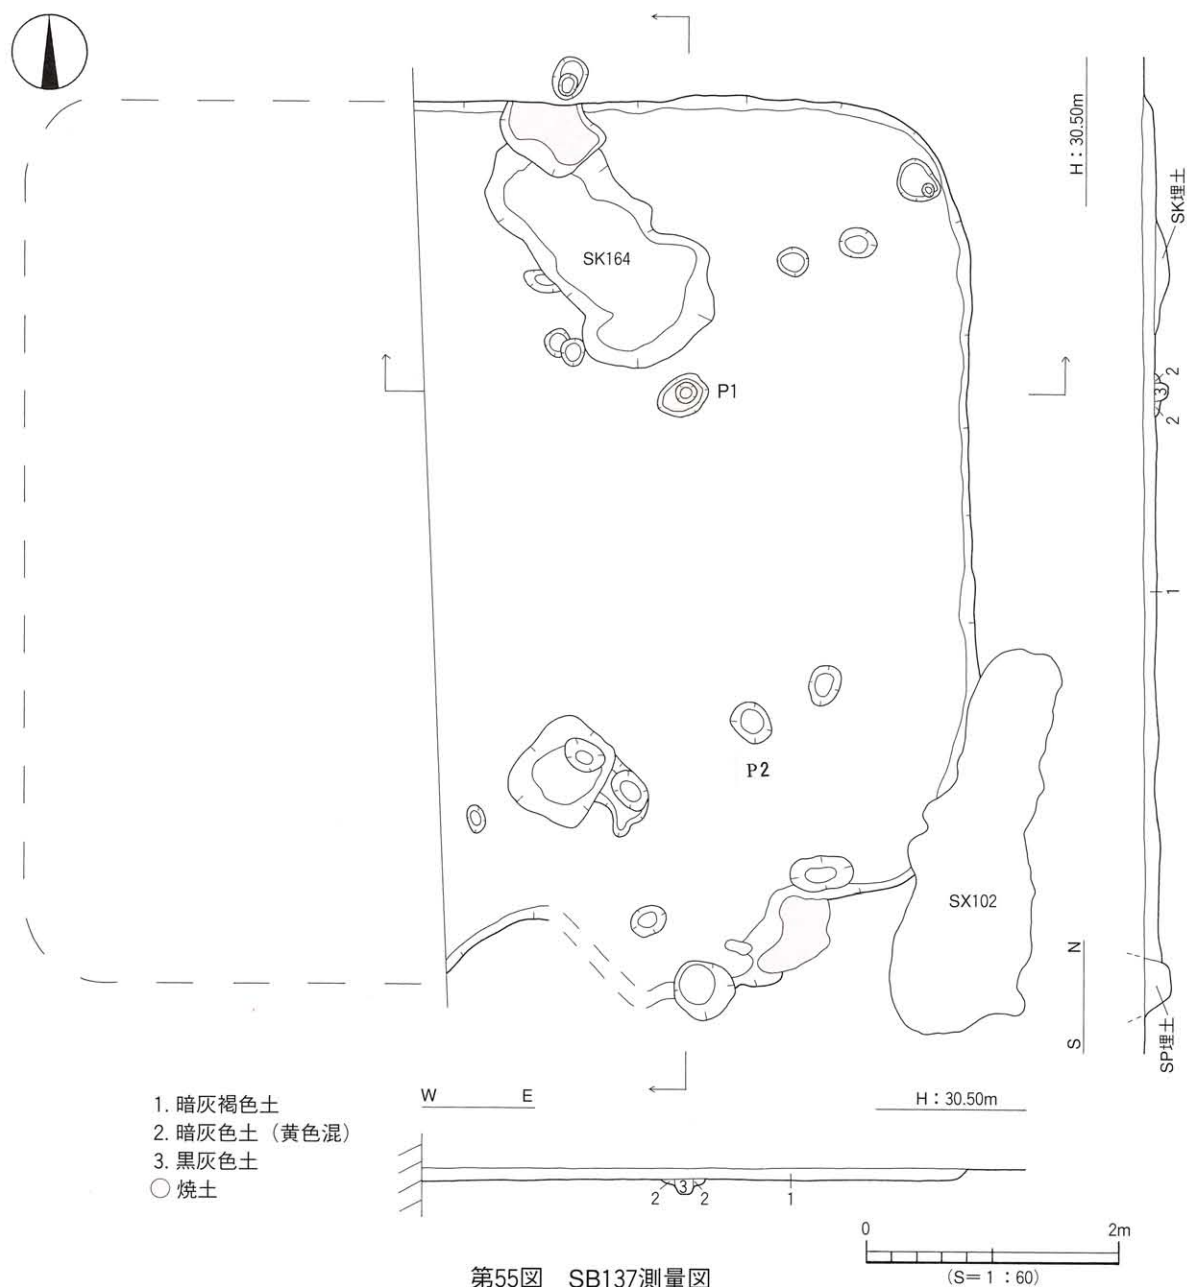 H：30.50m
SK埋土
SK164
2
3
2
P1
1
P2
SX102
N
S
SP埋土
W E
H：30.50m
1. 暗灰褐色土
2. 暗灰色土（黄色混）
3. 黒灰色土
○ 焼土
2 3 2 1
0 2m
(S=1：60)
第55図 SB137測量図